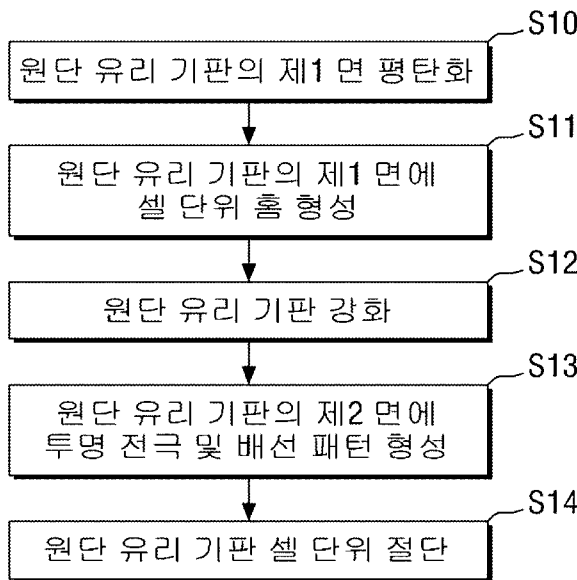 S10
원단 유리 기판의 제1 면 평탄화
S11
원단 유리 기판의 제1 면에
셀 단위 홈 형성
S12
원단 유리 기판 강화
S13
원단 유리 기판의 제2 면에
투명 전극 및 배선 패턴 형성
S14
원단 유리 기판 셀 단위 절단